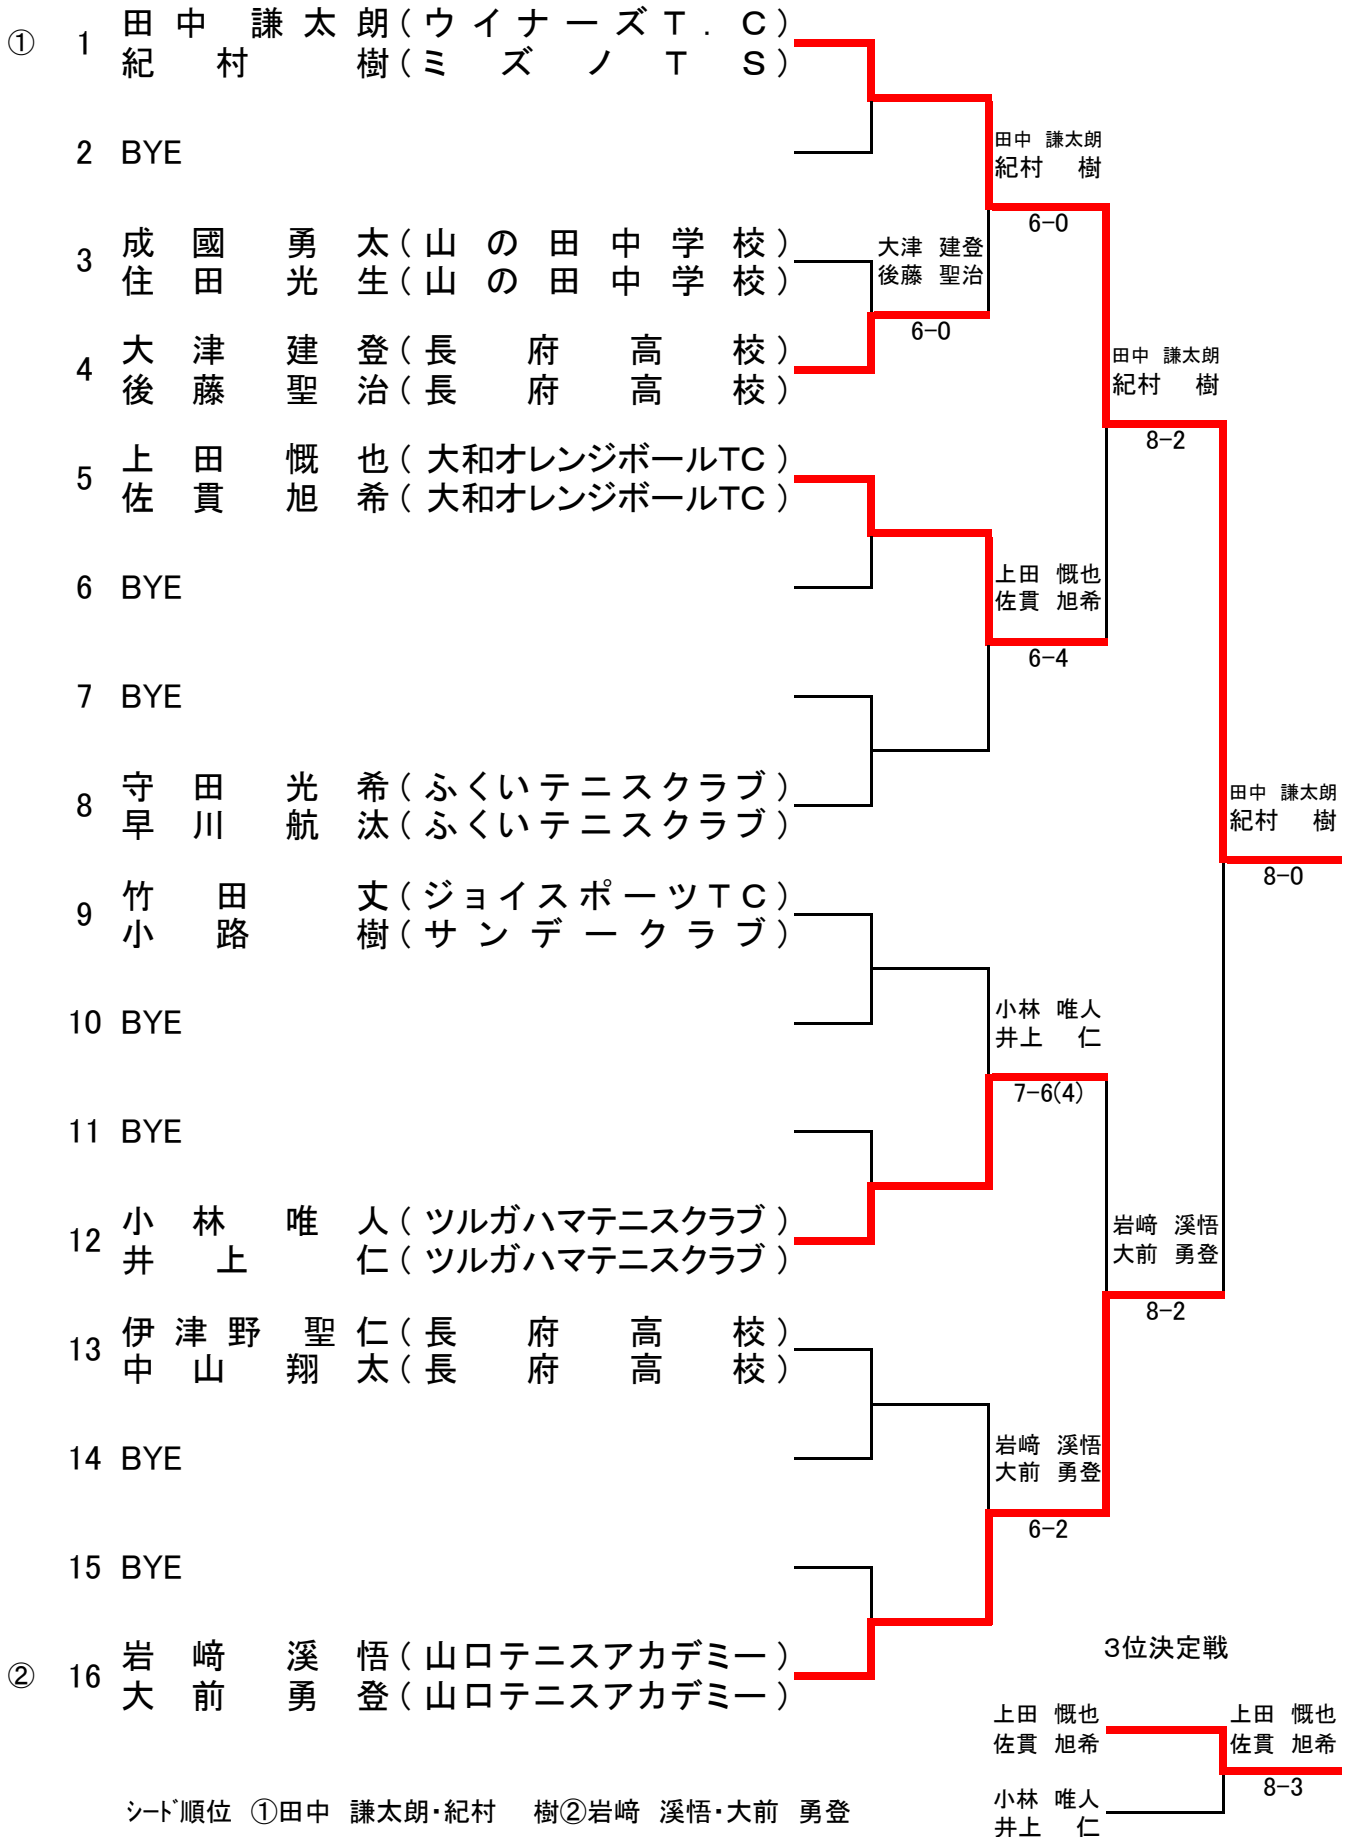 ① 1 田中 謙太朗(ウイナーズT.C)
紀村 樹(ミズノTS)
2 BYE
田中 謙太朗
紀村 樹
6-0
3 成國 勇太(山の田中学校)
住田 光生(山の田中学校)
大津 建登
後藤 聖治
6-0
4 大津 建登(長府高校)
後藤 聖治(長府高校)
田中 謙太朗
紀村 樹
8-2
5 上田 慨也(大和オレンジボールTC)
佐貫 旭希(大和オレンジボールTC)
6 BYE
上田 慨也
佐貫 旭希
6-4
7 BYE
8 守田 光希(ふくいテニスクラブ)
早川 航汰(ふくいテニスクラブ)
田中 謙太朗
紀村 樹
8-0
9 竹田 丈(ジョイスポーツTC)
小路 樹(サンデークラブ)
10 BYE
小林 唯人
井上 仁
7-6(4)
11 BYE
12 小林 唯人(ツルガハマテニスクラブ)
井上 仁(ツルガハマテニスクラブ)
岩﨑 溪悟
大前 勇登
8-2
13 伊津野 聖仁(長府高校)
中山 翔太(長府高校)
14 BYE
岩﨑 溪悟
大前 勇登
6-2
15 BYE
② 16 岩﨑 溪悟(山口テニスアカデミー)
大前 勇登(山口テニスアカデミー)
3位決定戦
上田 慨也
佐貫 旭希
上田 慨也
佐貫 旭希
8-3
小林 唯人
井上 仁
シード順位 ①田中 謙太朗・紀村 樹②岩﨑 溪悟・大前 勇登